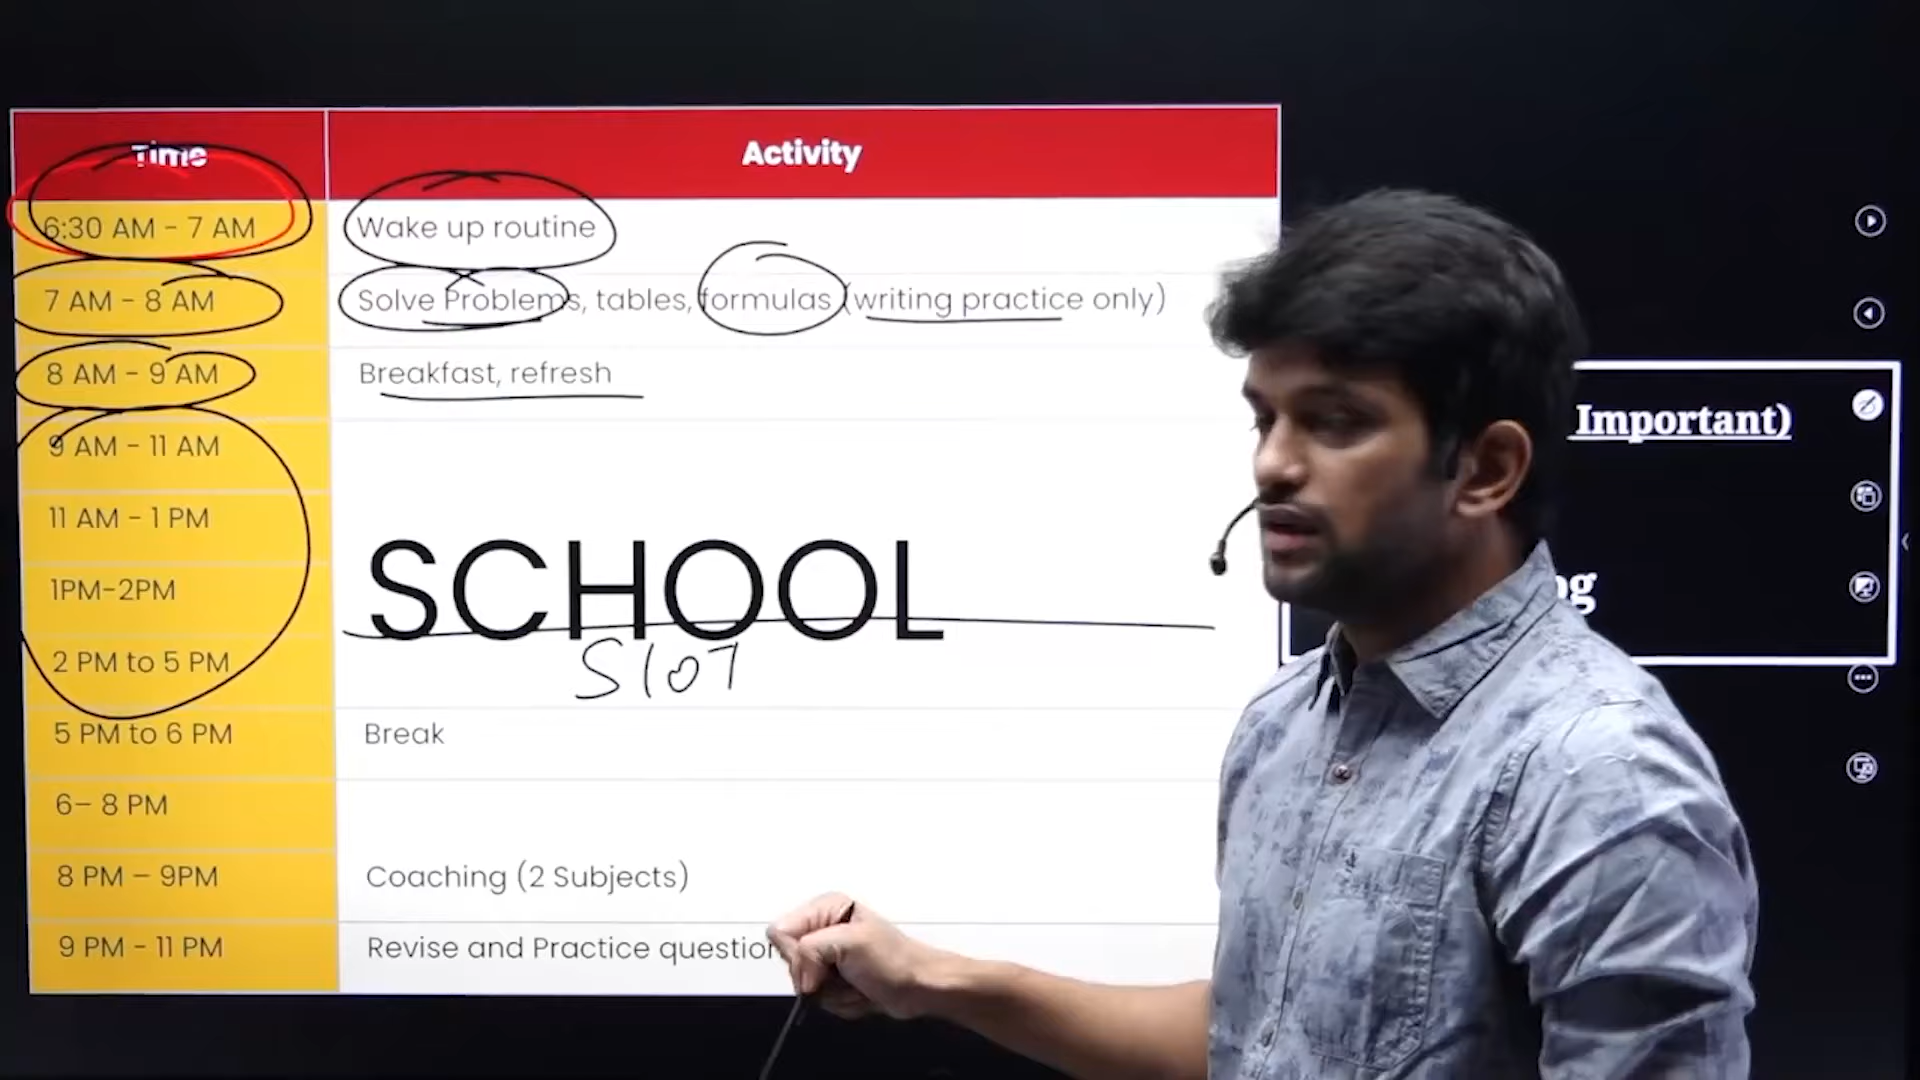 Time Activity
6:30 AM - 7 AM Wake up routine
7 AM - 8 AM Solve Problems, tables, formulas (writing practice only)
8 AM - 9 AM Breakfast, refresh
9 AM - 11 AM
11 AM - 1 PM
1PM-2PM
SCHOOL
Slot
2 PM to 5 PM
5 PM to 6 PM Break
6– 8 PM
8 PM – 9PM Coaching (2 Subjects)
9 PM - 11 PM Revise and Practice
Important)